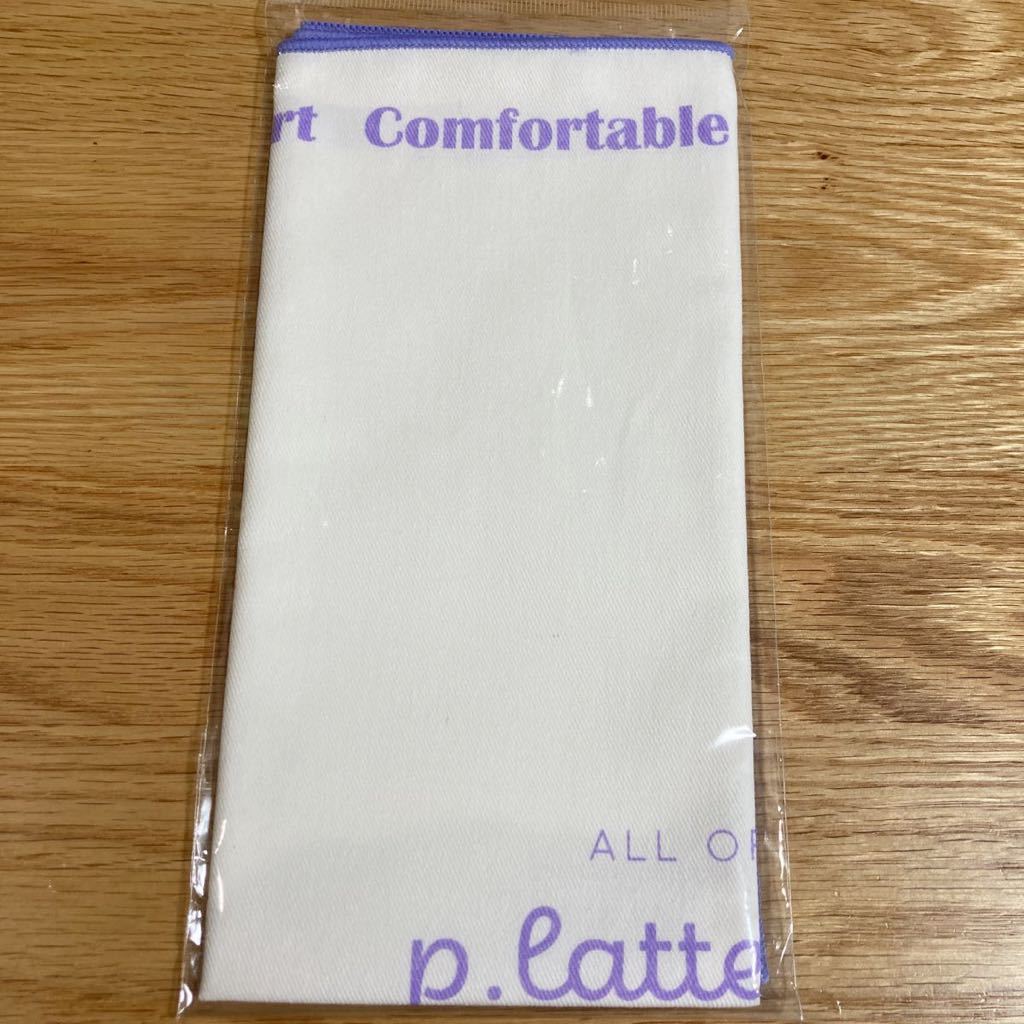 rt Comfortable
ALL OF
p.latte